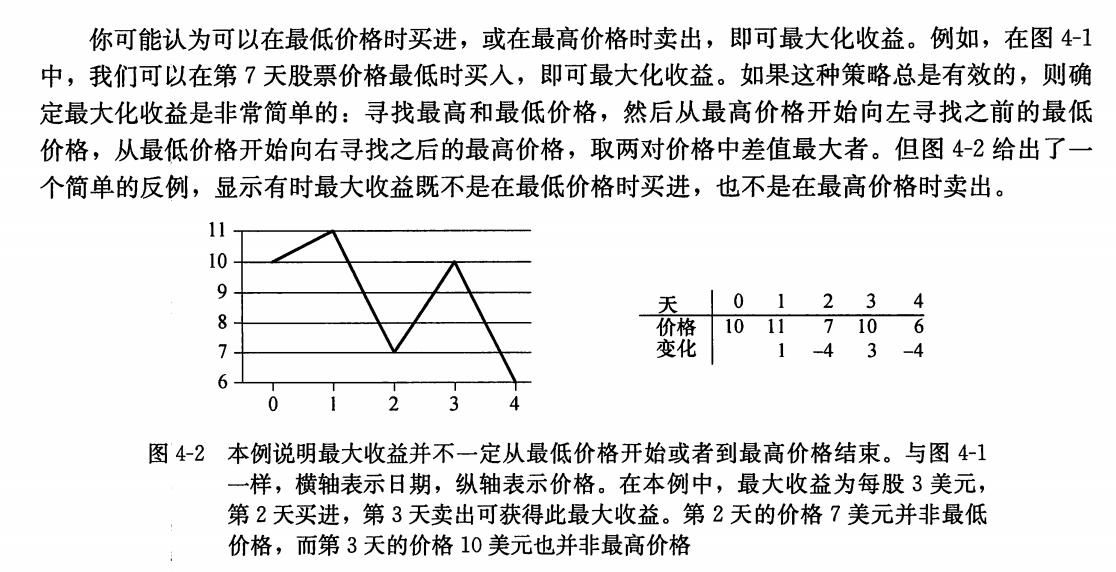 你可能认为可以在最低价格时买进，或在最高价格时卖出，即可最大化收益。例如，在图 4-1
中，我们可以在第 7 天股票价格最低时买入，即可最大化收益。如果这种策略总是有效的，则确
定最大化收益是非常简单的：寻找最高和最低价格，然后从最高价格开始向左寻找之前的最低
价格，从最低价格开始向右寻找之后的最高价格，取两对价格中差值最大者。但图 4-2 给出了一
个简单的反例，显示有时最大收益既不是在最低价格时买进，也不是在最高价格时卖出。
11
10
9
8
7
6
0 1 2 3 4
天 0 1 2 3 4
价格 10 11 7 10 6
变化 1 -4 3 -4
图 4-2 本例说明最大收益并不一定从最低价格开始或者到最高价格结束。与图 4-1
一样，横轴表示日期，纵轴表示价格。在本例中，最大收益为每股 3 美元，
第 2 天买进，第 3 天卖出可获得此最大收益。第 2 天的价格 7 美元并非最低
价格，而第 3 天的价格 10 美元也并非最高价格